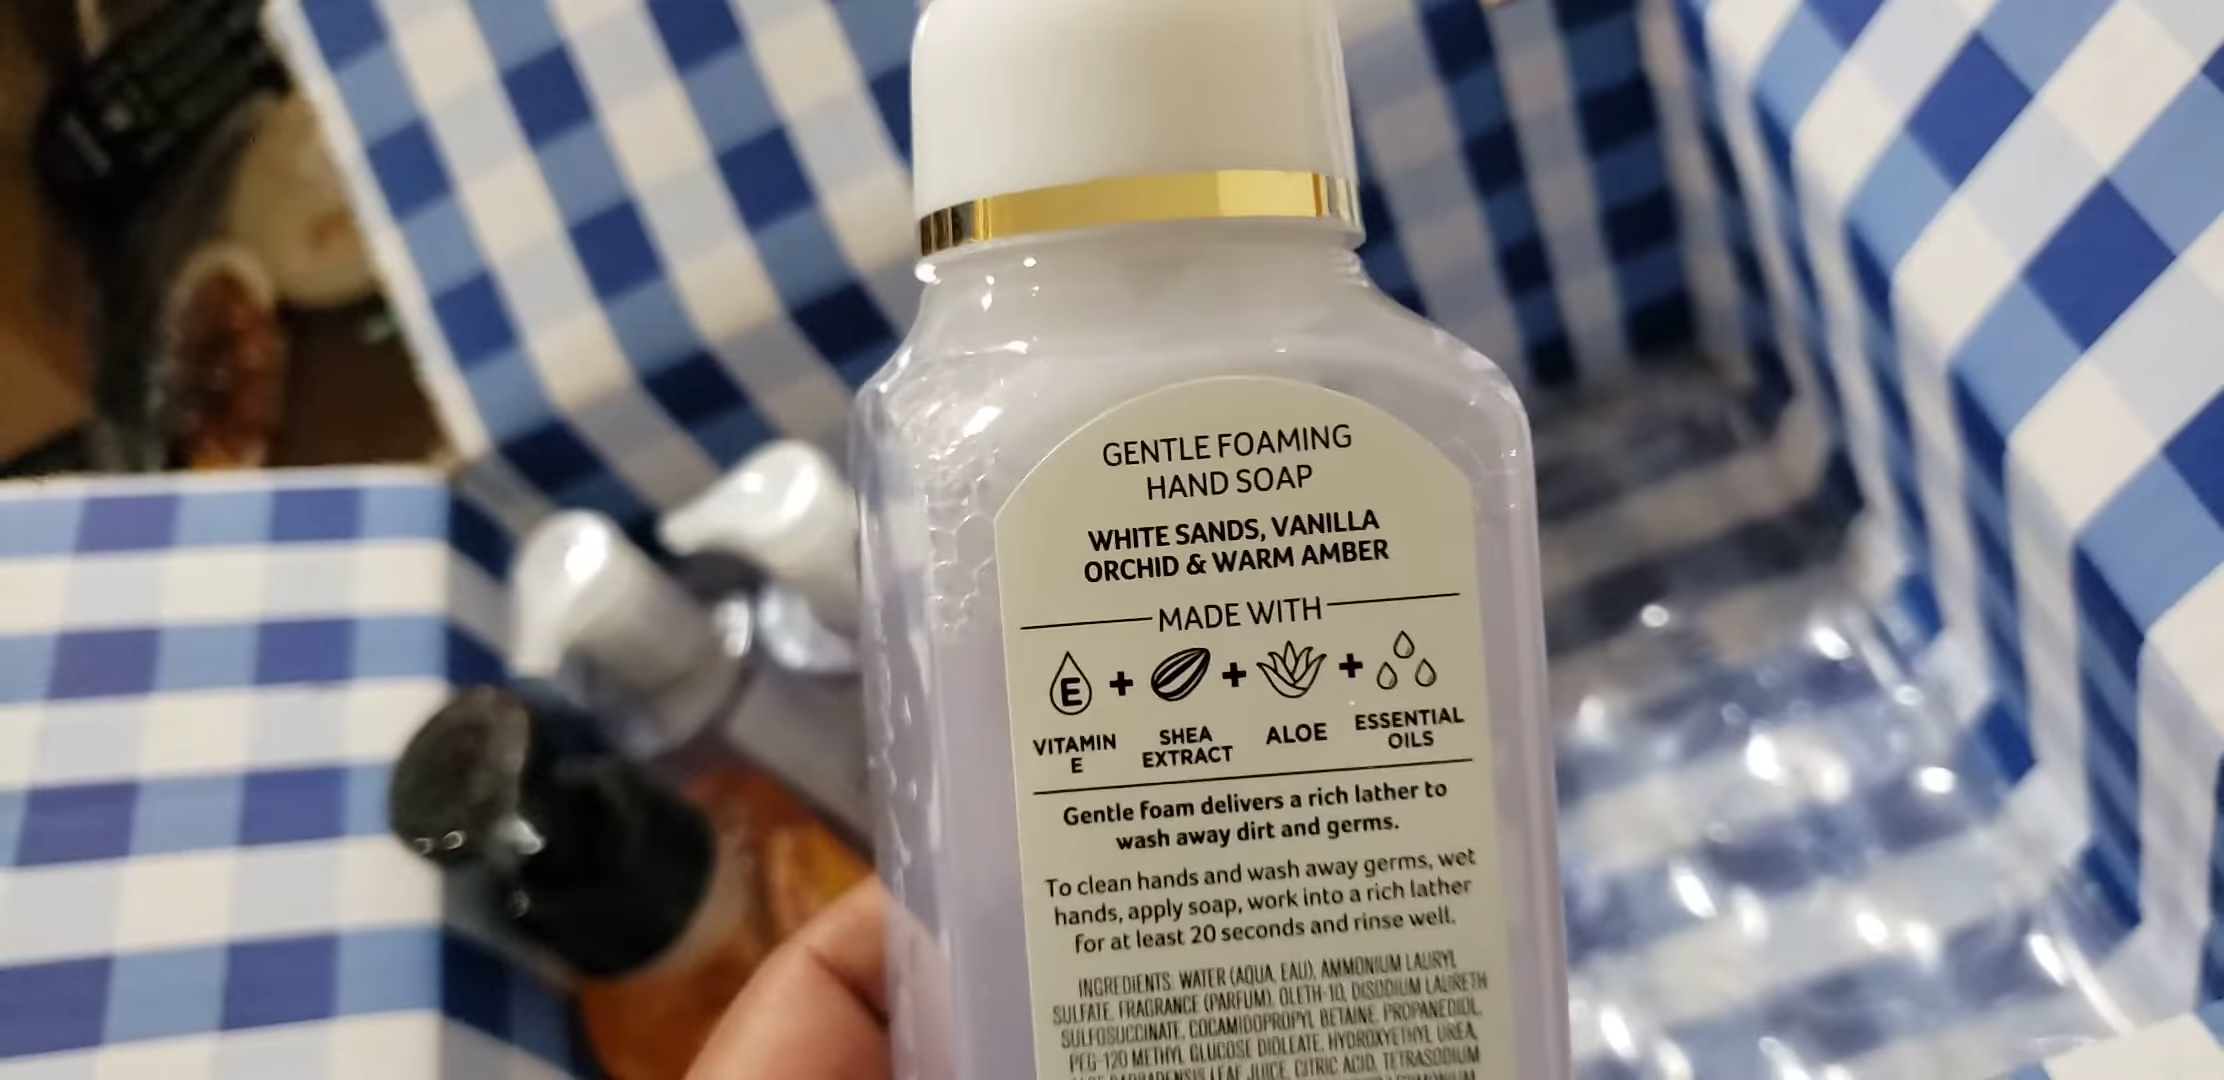 GENTLE FOAMING
HAND SOAP
WHITE SANDS, VANILLA
ORCHID & WARM AMBER
MADE WITH
E + + +
VITAMIN
E
SHEA
EXTRACT
ALOE
ESSENTIAL
OILS
Gentle foam delivers a rich lather to
wash away dirt and germs.
To clean hands and wash away germs, wet
hands, apply soap, work into a rich lather
for at least 20 seconds and rinse well.
INGREDIENTS: WATER (AQUA, EAU), AMMONIUM LAURYL
SULFATE, FRAGRANCE (PARFUM), OLETH-10, DISODIUM LAURETH
SULFOSUCCINATE, COCAMIDOPROPYL BETAINE, PROPANEDIOL,
PEG-120 METHYL GLUCOSE DIOLEATE, HYDROXYETHYL UREA,
BARBADENSIS LEAF JUICE, CITRIC ACID, TETRASODIUM